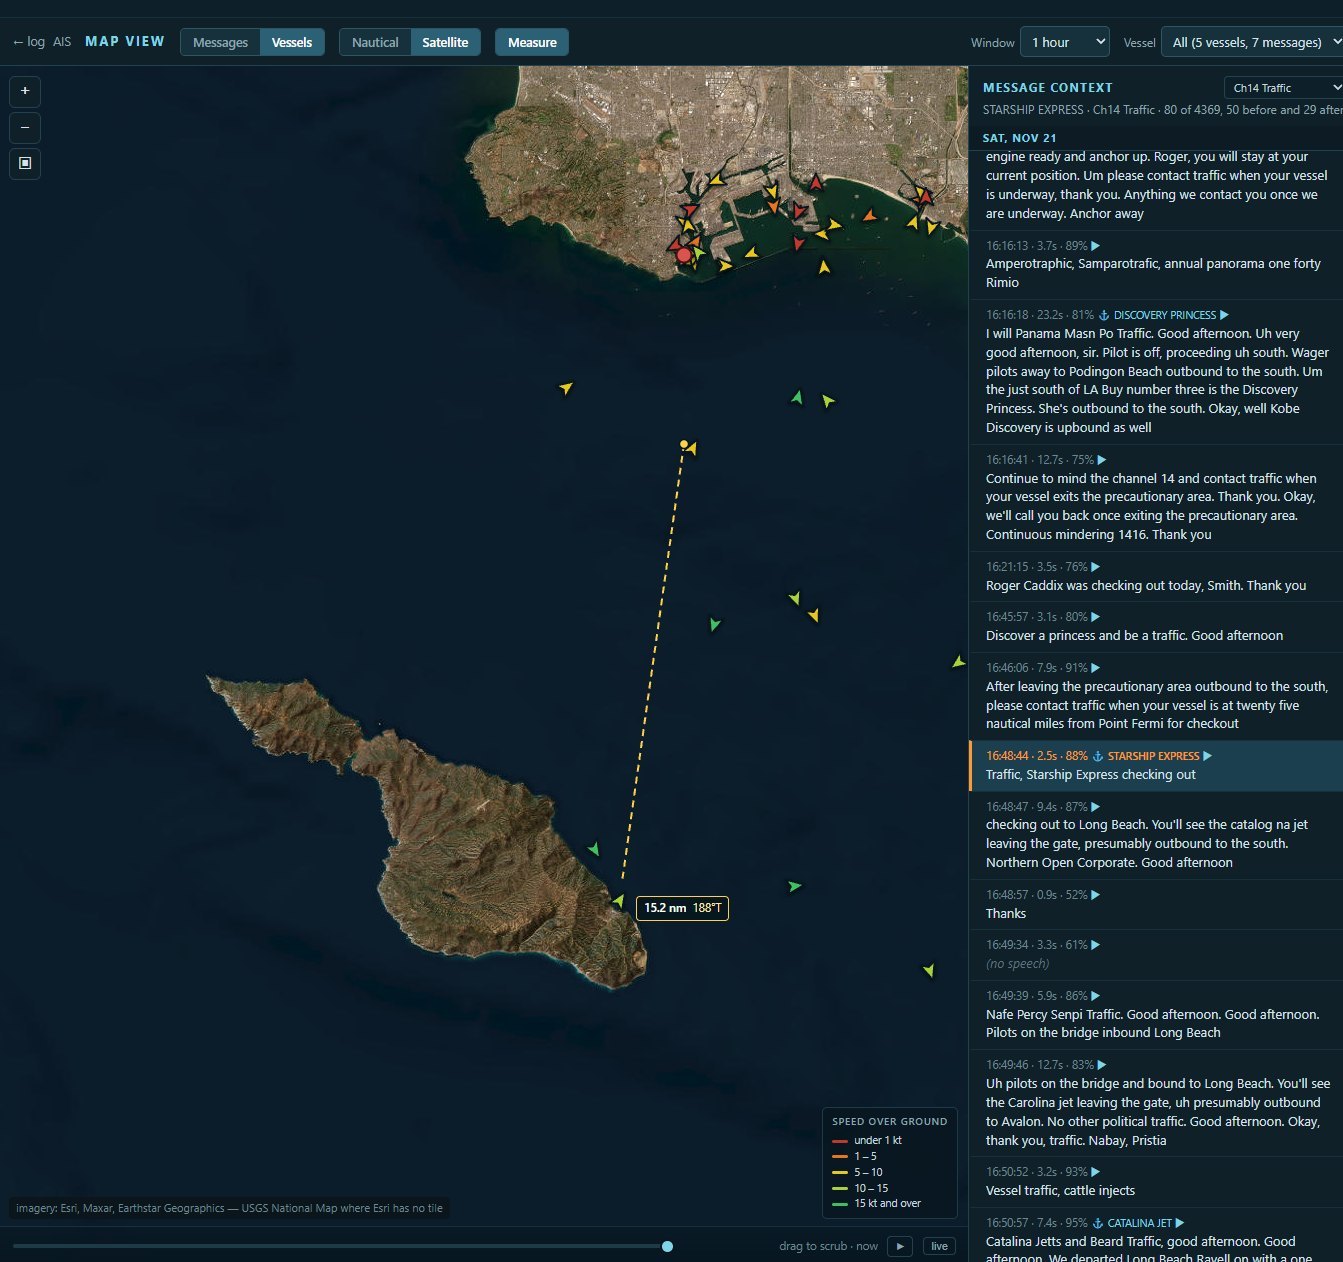 ← log AIS MAP VIEW Messages Vessels Nautical Satellite Measure Window 1 hour Vessel All (5 vessels, 7 messages)
+
−
15.2 nm 188°T
SPEED OVER GROUND
under 1 kt
1 – 5
5 – 10
10 – 15
15 kt and over
imagery: Esri, Maxar, Earthstar Geographics — USGS National Map where Esri has no tile
drag to scrub · now ▶ live
MESSAGE CONTEXT Ch14 Traffic
STARSHIP EXPRESS · Ch14 Traffic · 80 of 4369, 50 before and 29 after
SAT, NOV 21
engine ready and anchor up. Roger, you will stay at your
current position. Um please contact traffic when your vessel
is underway, thank you. Anything we contact you once we
are underway. Anchor away
16:16:13 · 3.7s · 89% ▶
Amperotraphic, Samparotrafic, annual panorama one forty
Rimio
16:16:18 · 23.2s · 81% ⚓ DISCOVERY PRINCESS ▶
I will Panama Masn Po Traffic. Good afternoon. Uh very
good afternoon, sir. Pilot is off, proceeding uh south. Wager
pilots away to Podingon Beach outbound to the south. Um
the just south of LA Buy number three is the Discovery
Princess. She's outbound to the south. Okay, well Kobe
Discovery is upbound as well
16:16:41 · 12.7s · 75% ▶
Continue to mind the channel 14 and contact traffic when
your vessel exits the precautionary area. Thank you. Okay,
we'll call you back once exiting the precautionary area.
Continuous mindering 1416. Thank you
16:21:15 · 3.5s · 76% ▶
Roger Caddix was checking out today, Smith. Thank you
16:45:57 · 3.1s · 80% ▶
Discover a princess and be a traffic. Good afternoon
16:46:06 · 7.9s · 91% ▶
After leaving the precautionary area outbound to the south,
please contact traffic when your vessel is at twenty five
nautical miles from Point Fermi for checkout
16:48:44 · 2.5s · 88% ⚓ STARSHIP EXPRESS ▶
Traffic, Starship Express checking out
16:48:47 · 9.4s · 87% ▶
checking out to Long Beach. You'll see the catalog na jet
leaving the gate, presumably outbound to the south.
Northern Open Corporate. Good afternoon
16:48:57 · 0.9s · 52% ▶
Thanks
16:49:34 · 3.3s · 61% ▶
(no speech)
16:49:39 · 5.9s · 86% ▶
Nafe Percy Senpi Traffic. Good afternoon. Good afternoon.
Pilots on the bridge inbound Long Beach
16:49:46 · 12.7s · 83% ▶
Uh pilots on the bridge and bound to Long Beach. You'll see
the Carolina jet leaving the gate, uh presumably outbound
to Avalon. No other political traffic. Good afternoon. Okay,
thank you, traffic. Nabay, Pristia
16:50:52 · 3.2s · 93% ▶
Vessel traffic, cattle injects
16:50:57 · 7.4s · 95% ⚓ CATALINA JET ▶
Catalina Jetts and Beard Traffic, good afternoon. Good
afternoon. We departed Long Beach Ravell on with a one